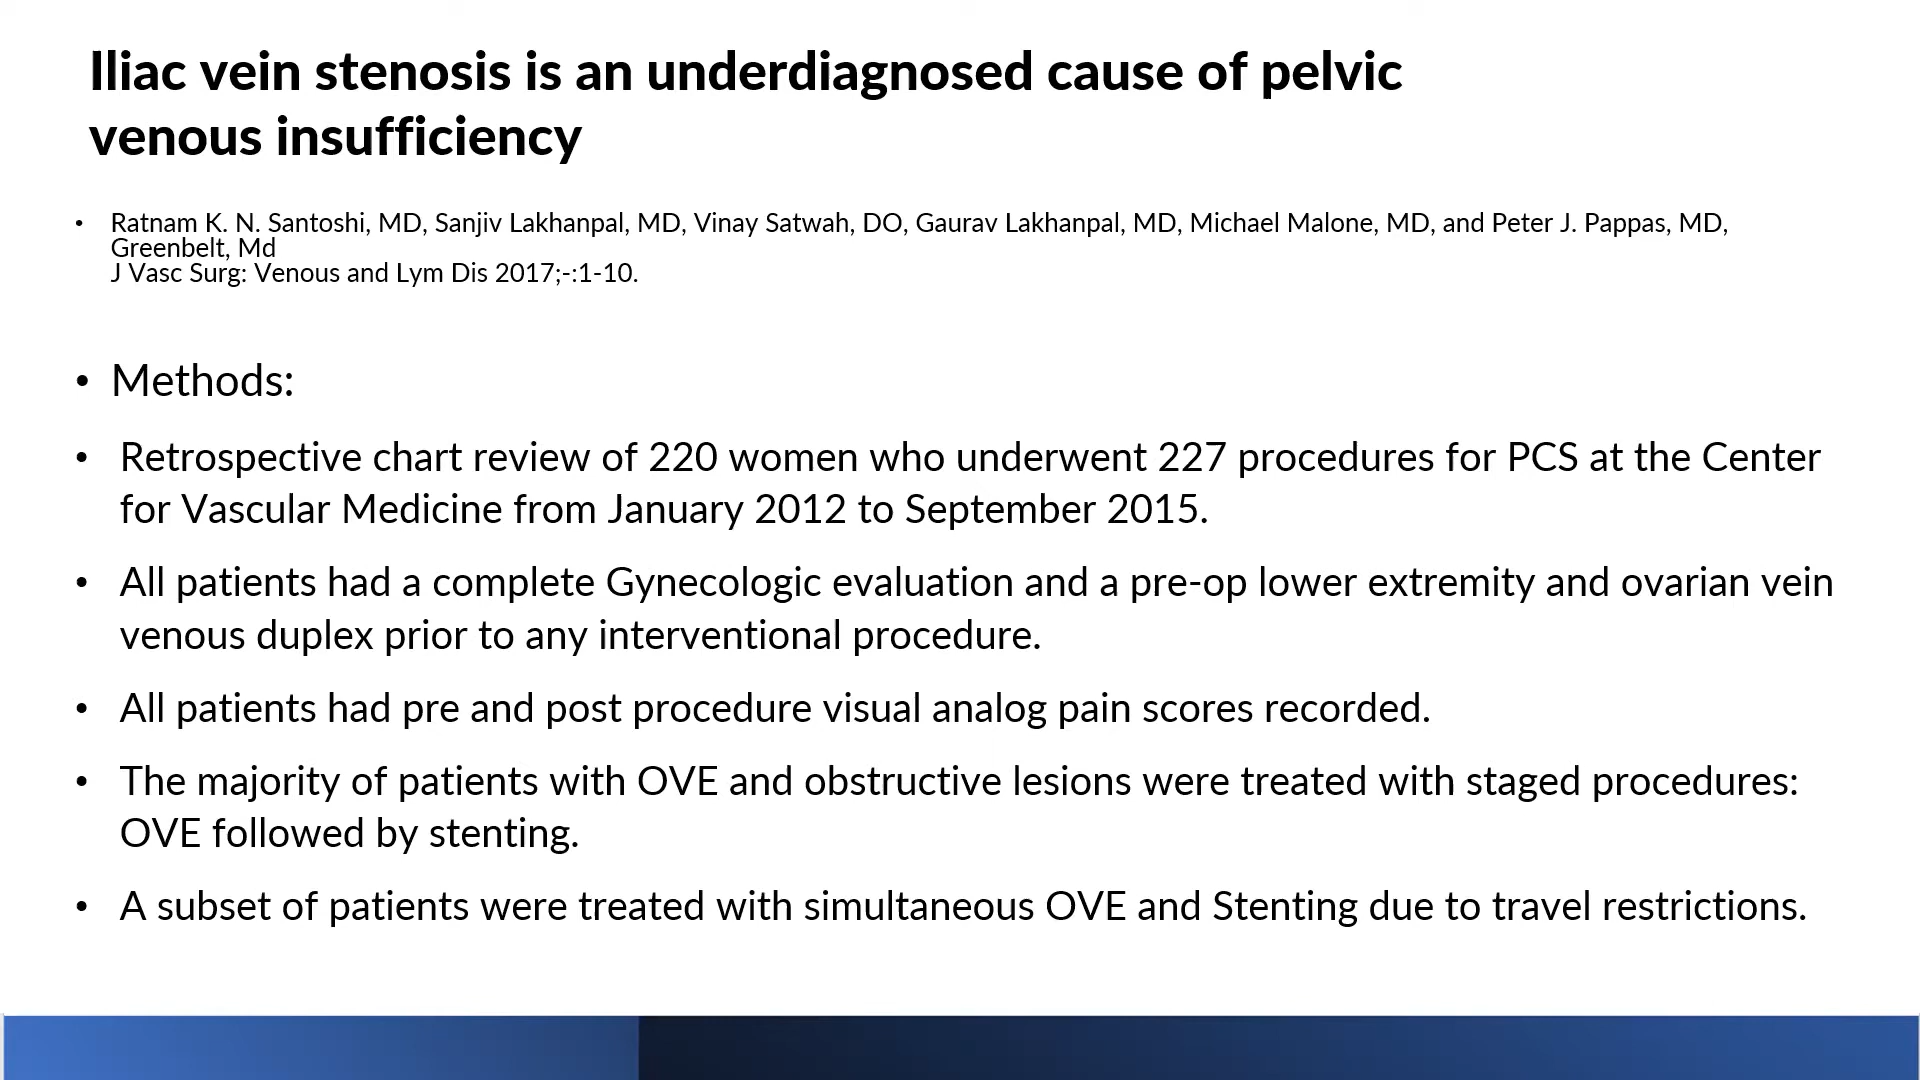 Iliac vein stenosis is an underdiagnosed cause of pelvic
venous insufficiency
• Ratnam K. N. Santoshi, MD, Sanjiv Lakhanpal, MD, Vinay Satwah, DO, Gaurav Lakhanpal, MD, Michael Malone, MD, and Peter J. Pappas, MD,
Greenbelt, Md
J Vasc Surg: Venous and Lym Dis 2017;-:1-10.
• Methods:
• Retrospective chart review of 220 women who underwent 227 procedures for PCS at the Center
for Vascular Medicine from January 2012 to September 2015.
• All patients had a complete Gynecologic evaluation and a pre-op lower extremity and ovarian vein
venous duplex prior to any interventional procedure.
• All patients had pre and post procedure visual analog pain scores recorded.
• The majority of patients with OVE and obstructive lesions were treated with staged procedures:
OVE followed by stenting.
• A subset of patients were treated with simultaneous OVE and Stenting due to travel restrictions.